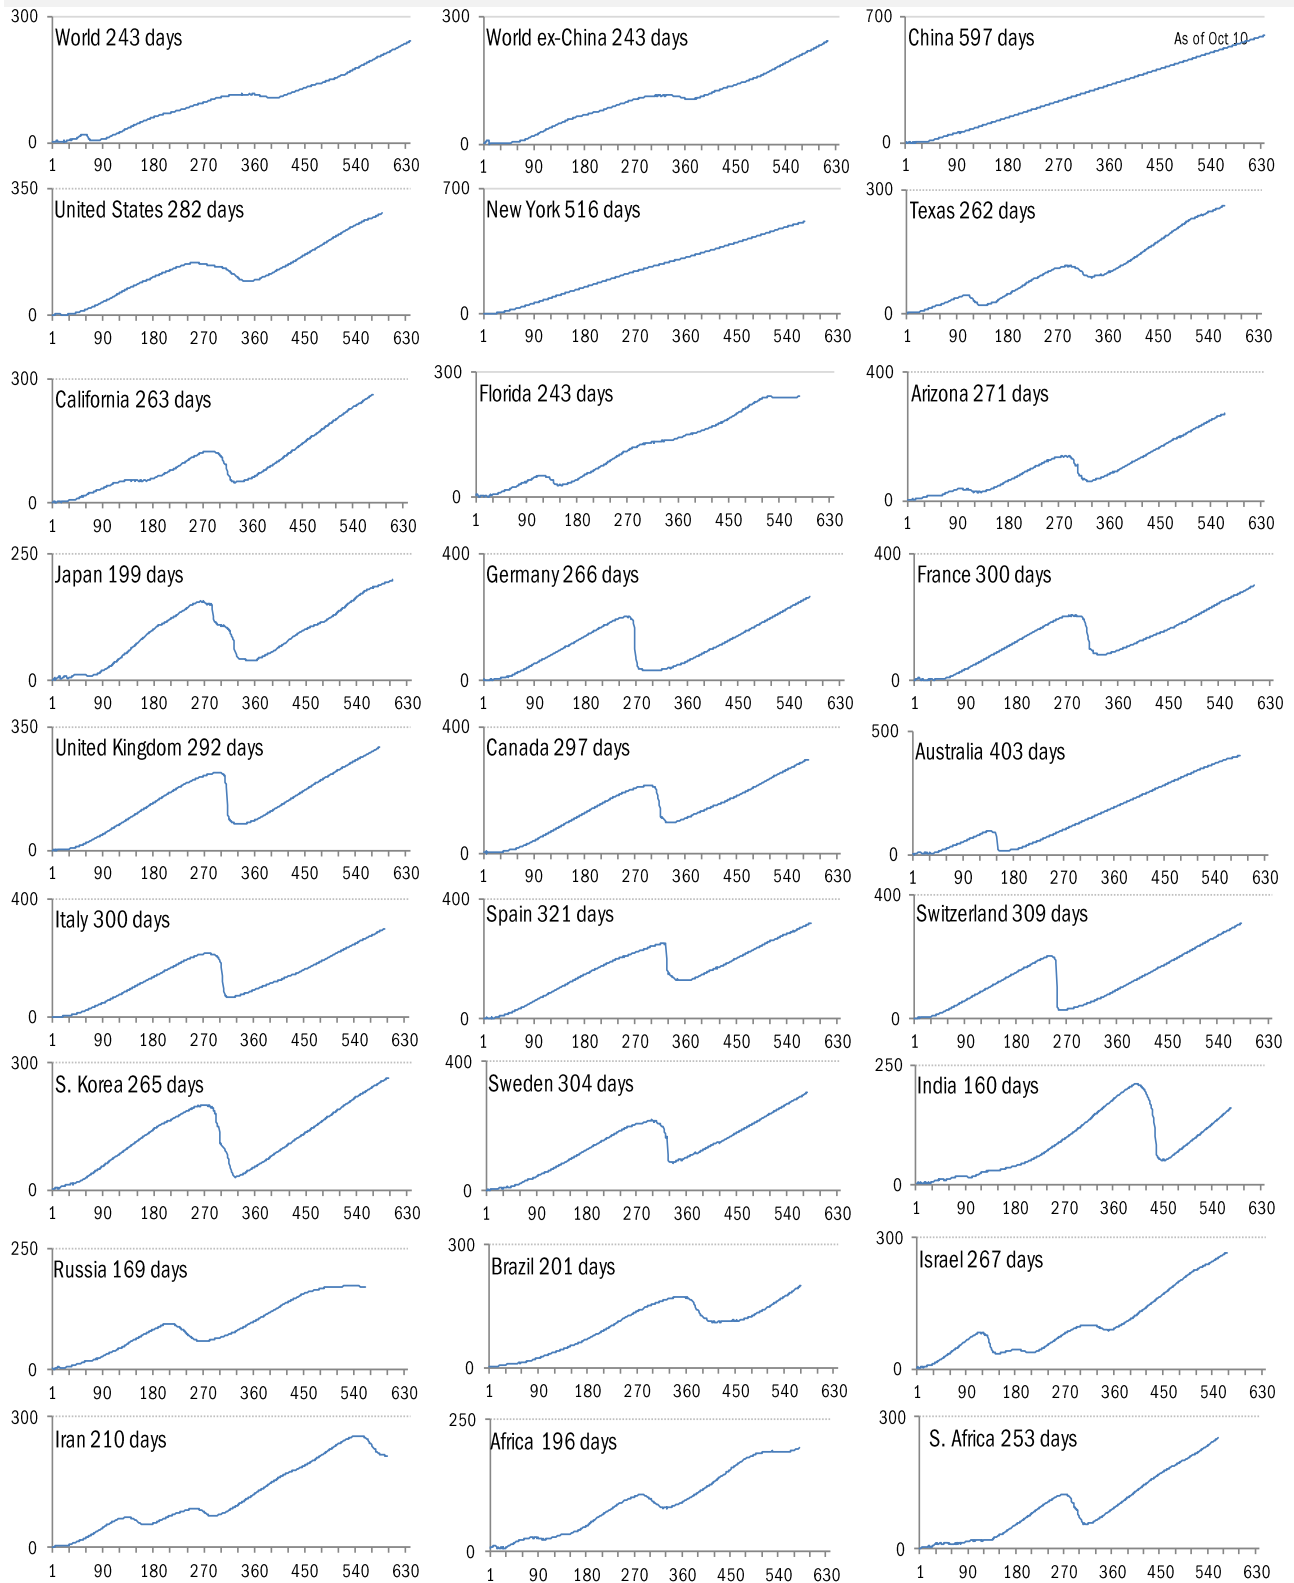 300 300 700
World 243 days World ex-China 243 days China 597 days
As of Oct 10
0 0 0
1 90 180 270 360 450 540 630 1 90 180 270 360 450 540 630 1 90 180 270 360 450 540 630
350 700 300
United States 282 days New York 516 days Texas 262 days
0 0 0
1 90 180 270 360 450 540 630 1 90 180 270 360 450 540 630 1 90 180 270 360 450 540 630
300 300 400
California 263 days Florida 243 days Arizona 271 days
0 0 0
1 90 180 270 360 450 540 630 1 90 180 270 360 450 540 630 1 90 180 270 360 450 540 630
250 400 400
Japan 199 days Germany 266 days France 300 days
0 0 0
1 90 180 270 360 450 540 630 1 90 180 270 360 450 540 630 1 90 180 270 360 450 540 630
350 400 500
United Kingdom 292 days Canada 297 days Australia 403 days
0 0 0
1 90 180 270 360 450 540 630 1 90 180 270 360 450 540 630 1 90 180 270 360 450 540 630
400 400 400
Italy 300 days Spain 321 days Switzerland 309 days
0 0 0
1 90 180 270 360 450 540 630 1 90 180 270 360 450 540 630 1 90 180 270 360 450 540 630
300 400 250
S. Korea 265 days Sweden 304 days India 160 days
0 0 0
1 90 180 270 360 450 540 630 1 90 180 270 360 450 540 630 1 90 180 270 360 450 540 630
250 300 300
Russia 169 days Brazil 201 days Israel 267 days
0 0 0
1 90 180 270 360 450 540 630 1 90 180 270 360 450 540 630 1 90 180 270 360 450 540 630
300 250 300
Iran 210 days Africa 196 days S. Africa 253 days
0 0 0
1 90 180 270 360 450 540 630 1 90 180 270 360 450 540 630 1 90 180 270 360 450 540 630